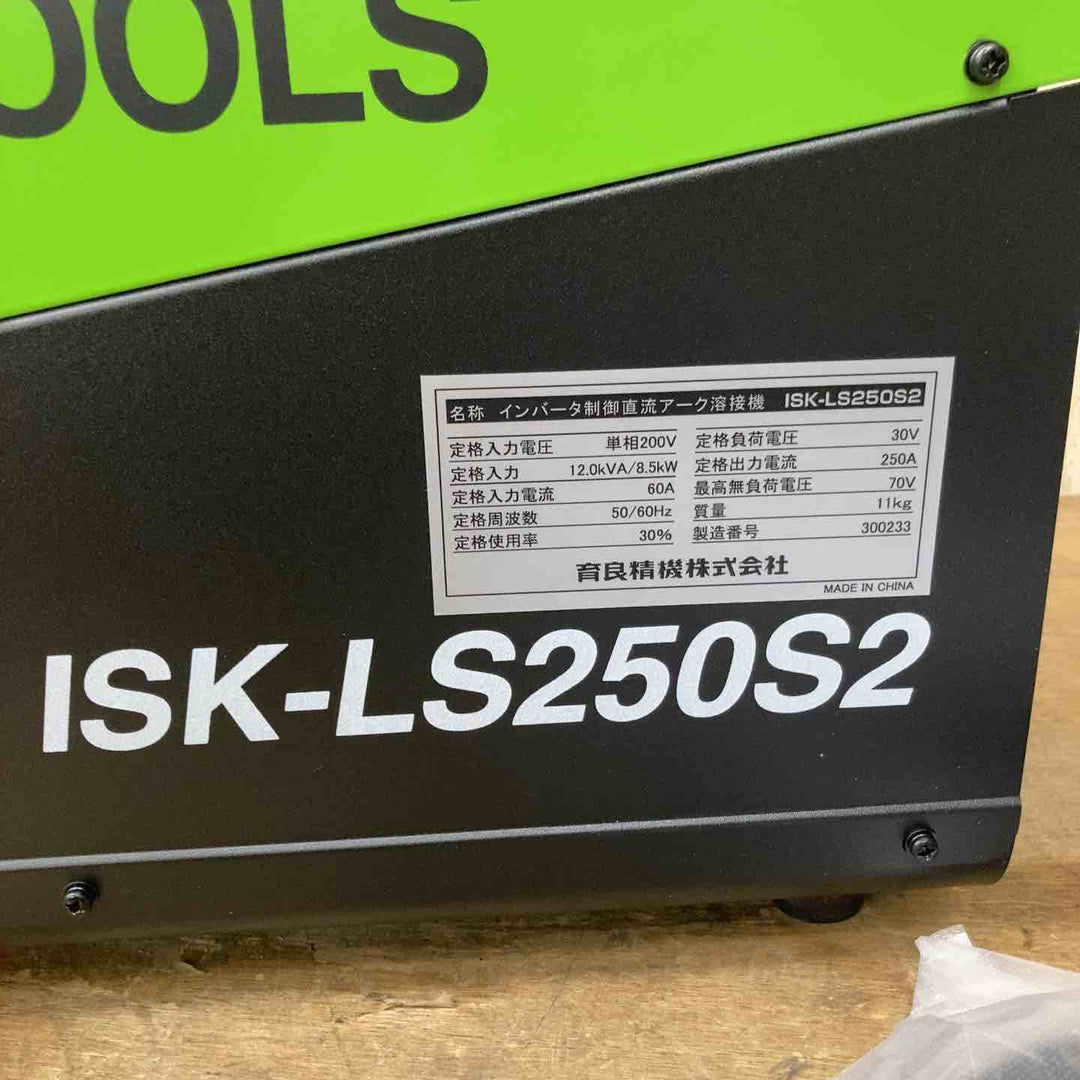 OOLS
名称 インバータ制御直流アーク溶接機 ISK-LS250S2
定格入力電圧 単相200V 定格負荷電圧 30V
定格入力 12.0kVA/8.5kW 定格出力電流 250A
定格入力電流 60A 最高無負荷電圧 70V
定格周波数 50/60Hz 質量 11kg
定格使用率 30% 製造番号 300233
育良精機株式会社
MADE IN CHINA
ISK-LS250S2